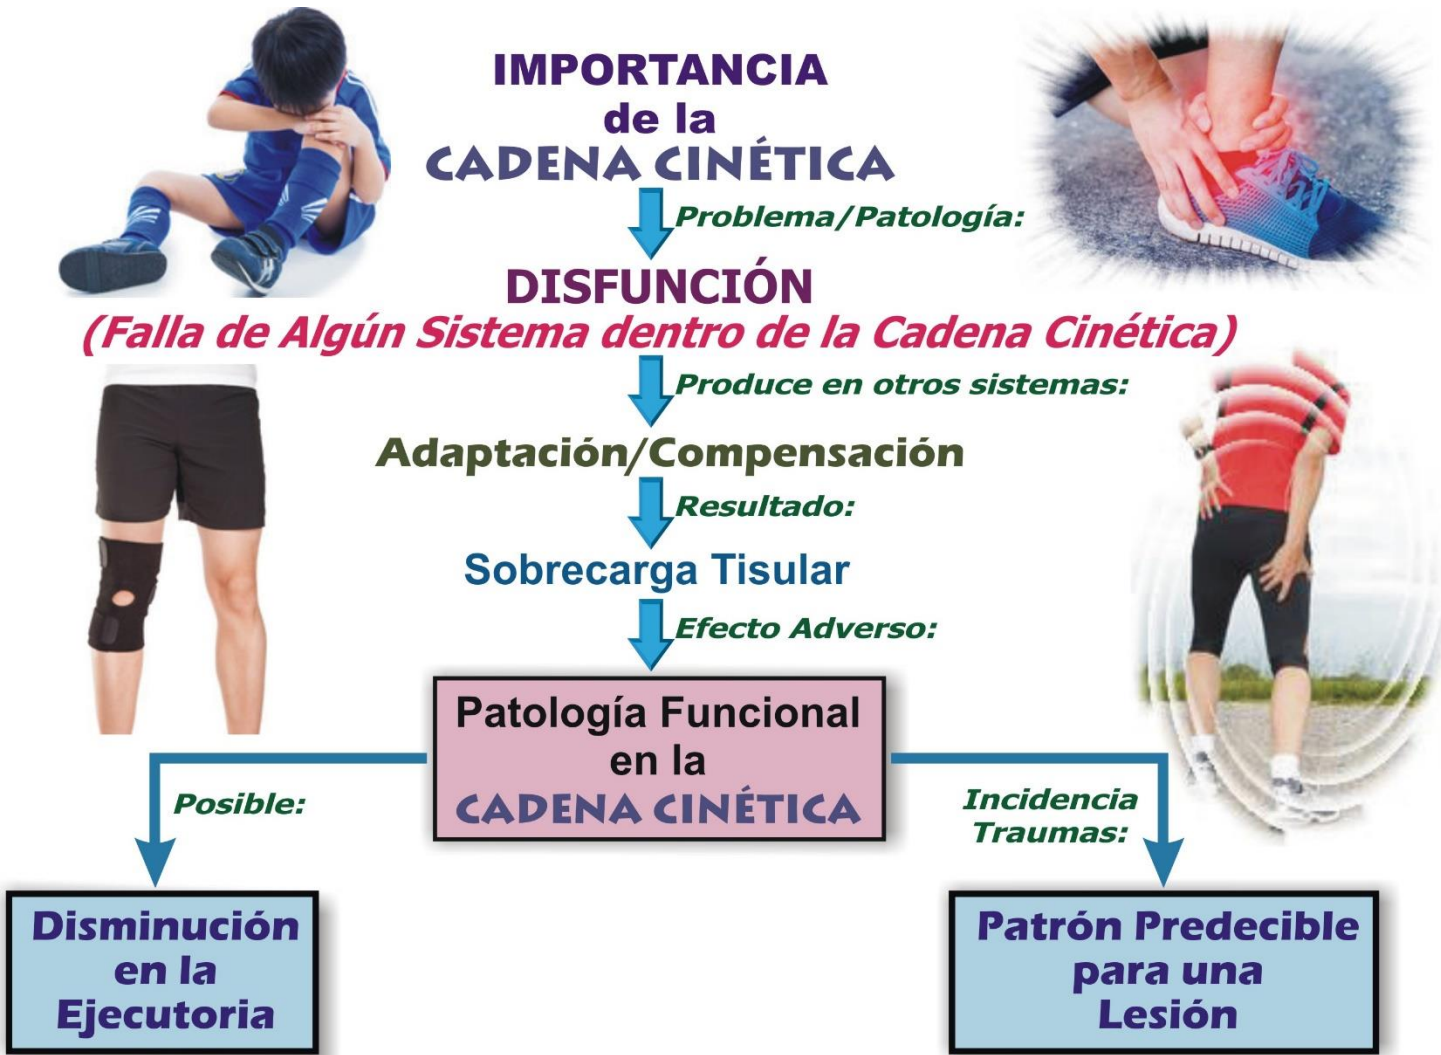 IMPORTANCIA
de la
CADENA CINÉTICA
Problema/Patología:
DISFUNCIÓN
(Falla de Algún Sistema dentro de la Cadena Cinética)
Produce en otros sistemas:
Adaptación/Compensación
Resultado:
Sobrecarga Tisular
Efecto Adverso:
Patología Funcional
en la
CADENA CINÉTICA
Posible:
Incidencia
Traumas:
Disminución
en la
Ejecutoria
Patrón Predecible
para una
Lesión